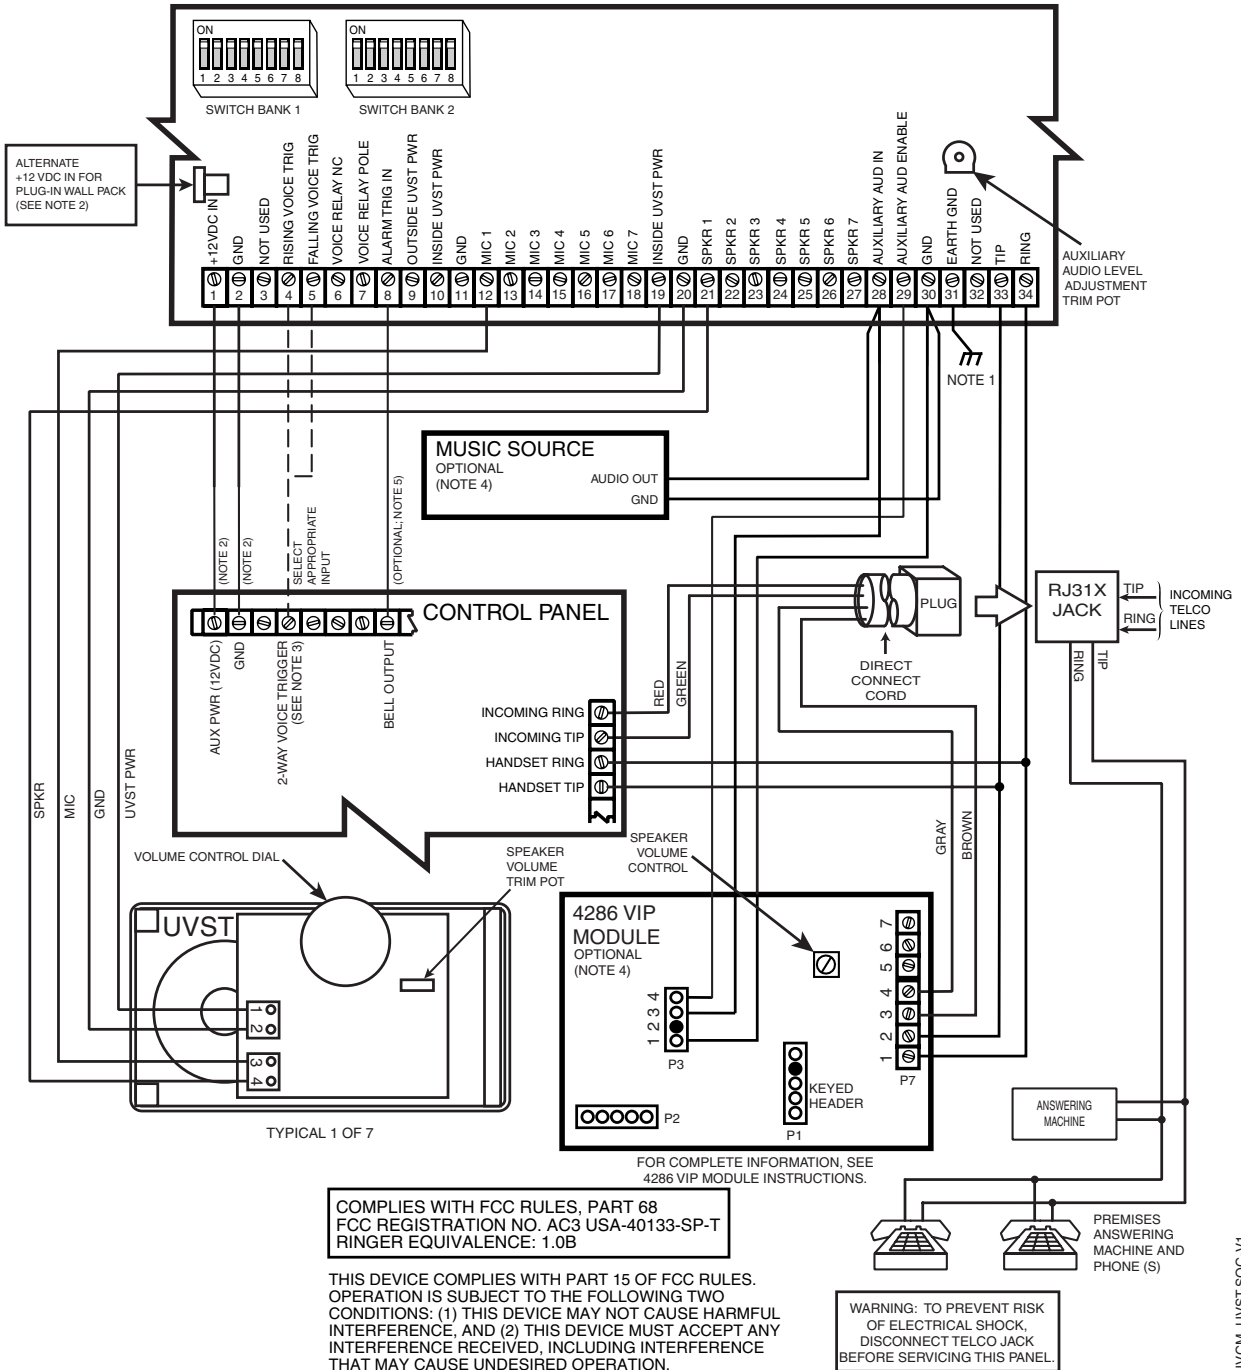 ON
1 2 3 4 5 6 7 8
SWITCH BANK 1
ON
1 2 3 4 5 6 7 8
SWITCH BANK 2
ALTERNATE
+12 VDC IN FOR
PLUG-IN WALL PACK
(SEE NOTE 2)
+12VDC IN
GND
NOT USED
RISING VOICE TRIG
FALLING VOICE TRIG
VOICE RELAY NC
VOICE RELAY POLE
ALARM TRIG IN
OUTSIDE UVST PWR
INSIDE UVST PWR
GND
MIC 1
MIC 2
MIC 3
MIC 4
MIC 5
MIC 6
MIC 7
INSIDE UVST PWR
GND
SPKR 1
SPKR 2
SPKR 3
SPKR 4
SPKR 5
SPKR 6
SPKR 7
AUXILIARY AUD IN
AUXILIARY AUD ENABLE
GND
EARTH GND
NOT USED
TIP
RING
1 2 3 4 5 6 7 8 9 10 11 12 13 14 15 16 17 18 19 20 21 22 23 24 25 26 27 28 29 30 31 32 33 34
AUXILIARY
AUDIO LEVEL
ADJUSTMENT
TRIM POT
NOTE 1
MUSIC SOURCE
OPTIONAL
(NOTE 4)
AUDIO OUT
GND
(NOTE 2)
(NOTE 2)
SELECT
APPROPRIATE
INPUT
(OPTIONAL; NOTE 5)
CONTROL PANEL
AUX PWR (12VDC)
GND
2-WAY VOICE TRIGGER
(SEE NOTE 3)
BELL OUTPUT
INCOMING RING
INCOMING TIP
HANDSET RING
HANDSET TIP
RED
GREEN
PLUG
DIRECT
CONNECT
CORD
RJ31X
JACK
TIP
RING
INCOMING
TELCO
LINES
RING
TIP
SPKR
MIC
GND
UVST PWR
GRAY
BROWN
VOLUME CONTROL DIAL
SPEAKER
VOLUME
TRIM POT
SPEAKER
VOLUME
CONTROL
UVST
1
2
3
4
TYPICAL 1 OF 7
4286 VIP
MODULE
OPTIONAL
(NOTE 4)
1 2 3 4
P3
7
6
5
4
3
2
1
P7
KEYED
HEADER
P1
P2
FOR COMPLETE INFORMATION, SEE
4286 VIP MODULE INSTRUCTIONS.
ANSWERING
MACHINE
PREMISES
ANSWERING
MACHINE AND
PHONE (S)
COMPLIES WITH FCC RULES, PART 68
FCC REGISTRATION NO. AC3 USA-40133-SP-T
RINGER EQUIVALENCE: 1.0B
THIS DEVICE COMPLIES WITH PART 15 OF FCC RULES.
OPERATION IS SUBJECT TO THE FOLLOWING TWO
CONDITIONS: (1) THIS DEVICE MAY NOT CAUSE HARMFUL
INTERFERENCE, AND (2) THIS DEVICE MUST ACCEPT ANY
INTERFERENCE RECEIVED, INCLUDING INTERFERENCE
THAT MAY CAUSE UNDESIRED OPERATION.
WARNING: TO PREVENT RISK
OF ELECTRICAL SHOCK,
DISCONNECT TELCO JACK
BEFORE SERVICING THIS PANEL.